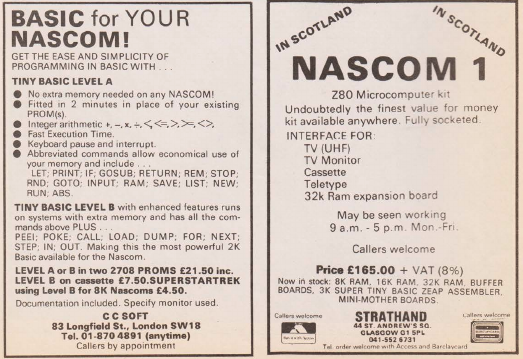 BASIC for YOUR
NASCOM!
GET THE EASE AND SIMPLICITY OF
PROGRAMMING IN BASIC WITH . . .
TINY BASIC LEVEL A
● No extra memory needed on any NASCOM!
● Fitted in 2 minutes in place of your existing
PROM(s).
● Integer arithmetic +, –, x, ÷, <, <=, >, >=, <>,
● Fast Execution Time.
● Keyboard pause and interrupt.
● Abbreviated commands allow economical use of
your memory and include . . .
LET; PRINT; IF; GOSUB; RETURN; REM; STOP;
RND; GOTO; INPUT; RAM; SAVE; LIST; NEW;
RUN; ABS.
TINY BASIC LEVEL B with enhanced features runs
on systems with extra memory and has all the com-
mands above PLUS . . .
PEEI; POKE; CALL; LOAD; DUMP; FOR; NEXT;
STEP; IN; OUT. Making this the most powerful 2K
Basic available for the Nascom.
LEVEL A or B in two 2708 PROMS £21.50 inc.
LEVEL B on cassette £7.50.SUPERSTARTREK
using Level B for 8K Nascoms £4.50.
Documentation included. Specify monitor used.
C C SOFT
83 Longfield St., London SW18
Tel. 01-870 4891 (anytime)
Callers by appointment
IN SCOTLAND
IN SCOTLAND
NASCOM 1
Z80 Microcomputer kit
Undoubtedly the finest value for money
kit available anywhere. Fully socketed.
INTERFACE FOR:
TV (UHF)
TV Monitor
Cassette
Teletype
32k Ram expansion board
May be seen working
9 a.m. - 5 p.m. Mon.-Fri.
Callers welcome
Price £165.00 + VAT (8%)
Now in stock: 8K RAM, 16K RAM, 32K RAM, BUFFER
BOARDS, 3K SUPER TINY BASIC ZEAP ASSEMBLER,
MINI-MOTHER BOARDS.
Callers welcome
STRATHAND
Callers welcome
44 ST. ANDREW'S SQ.
GLASGOW G1 5PL
041-552 6731
Tel. order welcome with Access and Barclaycard